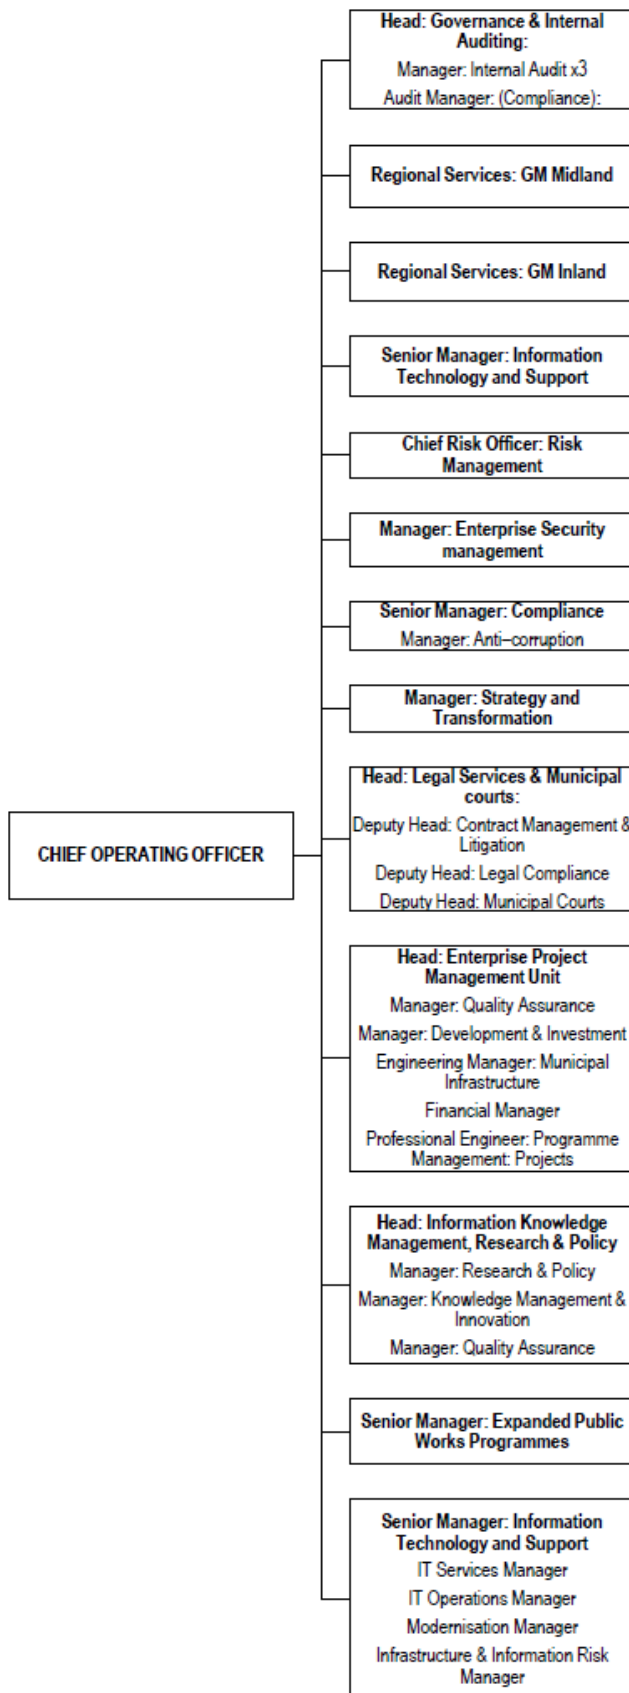 Head: Governance & Internal
Auditing:
Manager: Internal Audit x3
Audit Manager: (Compliance):
Regional Services: GM Midland
Regional Services: GM Inland
Senior Manager: Information
Technology and Support
Chief Risk Officer: Risk
Management
Manager: Enterprise Security
management
Senior Manager: Compliance
Manager: Anti–corruption
Manager: Strategy and
Transformation
Head: Legal Services & Municipal
courts:
Deputy Head: Contract Management &
Litigation
Deputy Head: Legal Compliance
Deputy Head: Municipal Courts
CHIEF OPERATING OFFICER
Head: Enterprise Project
Management Unit
Manager: Quality Assurance
Manager: Development & Investment
Engineering Manager: Municipal
Infrastructure
Financial Manager
Professional Engineer: Programme
Management: Projects
Head: Information Knowledge
Management, Research & Policy
Manager: Research & Policy
Manager: Knowledge Management &
Innovation
Manager: Quality Assurance
Senior Manager: Expanded Public
Works Programmes
Senior Manager: Information
Technology and Support
IT Services Manager
IT Operations Manager
Modernisation Manager
Infrastructure & Information Risk
Manager